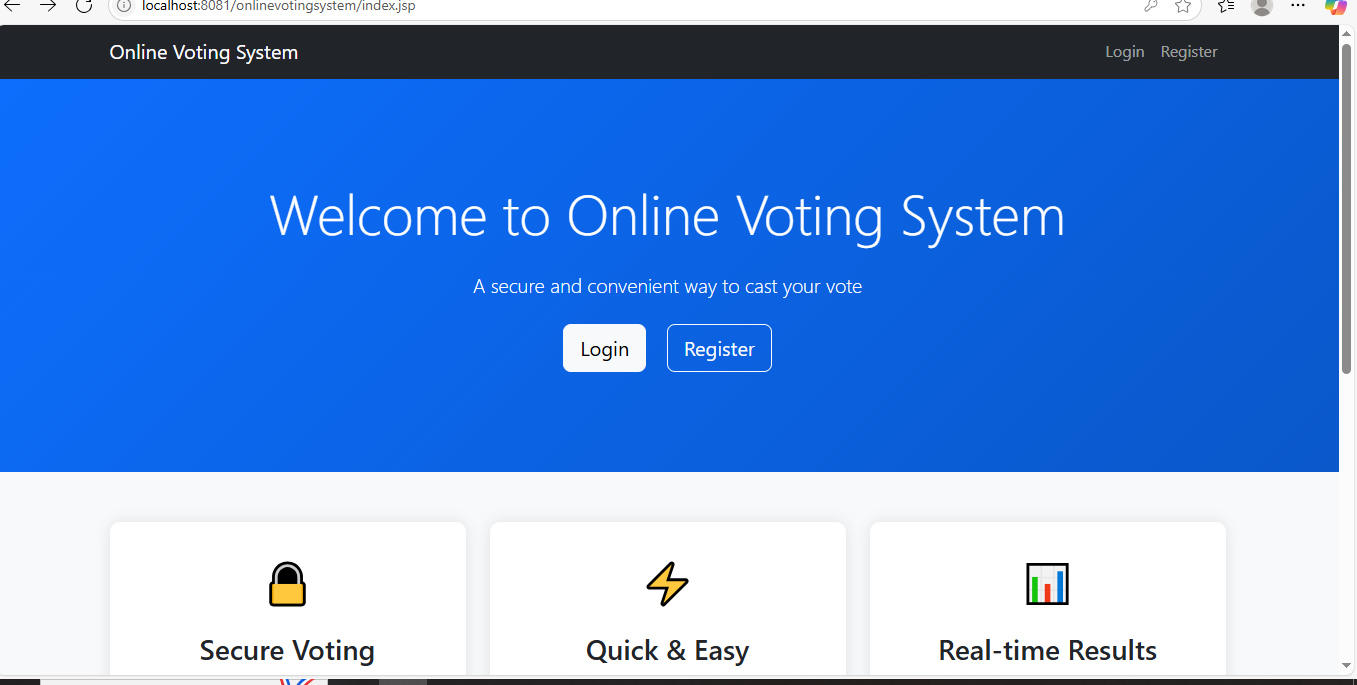 localhost:8081/onlinevotingsystem/index.jsp
Online Voting System Login Register
Welcome to Online Voting System
A secure and convenient way to cast your vote
Login Register
Secure Voting Quick & Easy Real-time Results